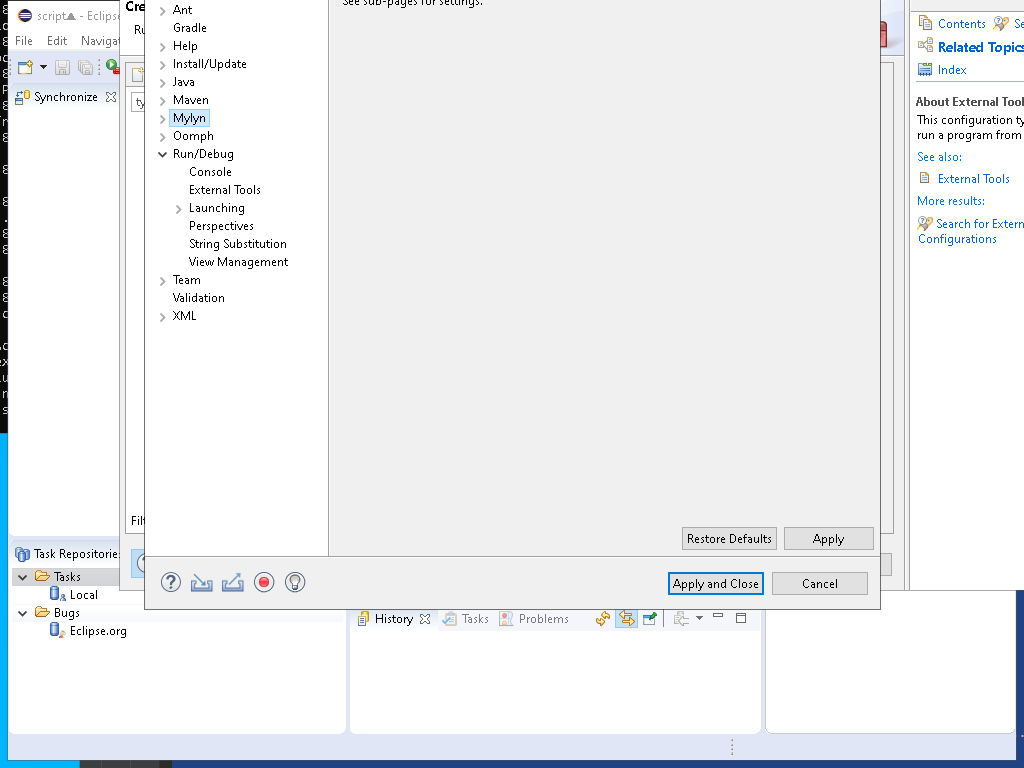 script - Eclipse
File Edit Navigat
Synchronize
Cre
Ru
ty
Filt
See sub-pages for settings.
Ant
Gradle
Help
Install/Update
Java
Maven
Mylyn
Oomph
Run/Debug
Console
External Tools
Launching
Perspectives
String Substitution
View Management
Team
Validation
XML
Restore Defaults Apply
Apply and Close Cancel
Contents Se
Related Topics
Index
About External Tool
This configuration ty
run a program from
See also:
External Tools
More results:
Search for Extern
Configurations
Task Repositories
Tasks
Local
Bugs
Eclipse.org
History Tasks Problems